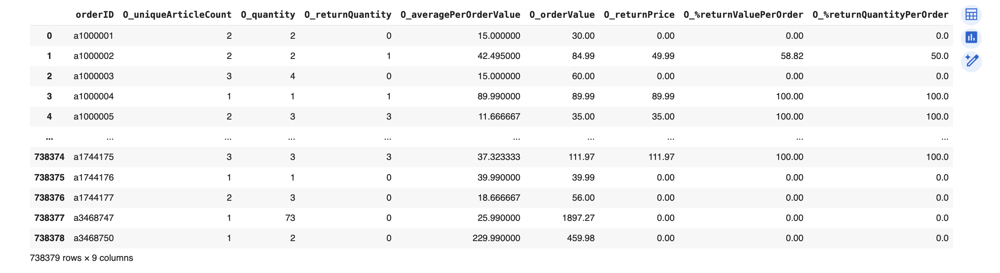 orderID O_uniqueArticleCount O_quantity O_returnQuantity O_averagePerOrderValue O_orderValue O_returnPrice O_%returnValuePerOrder O_%returnQuantityPerOrder
0 a1000001 2 2 0 15.000000 30.00 0.00 0.00 0.0
1 a1000002 2 2 1 42.495000 84.99 49.99 58.82 50.0
2 a1000003 3 4 0 15.000000 60.00 0.00 0.00 0.0
3 a1000004 1 1 1 89.990000 89.99 89.99 100.00 100.0
4 a1000005 2 3 3 11.666667 35.00 35.00 100.00 100.0
... ... ... ... ... ... ... ... ... ...
738374 a1744175 3 3 3 37.323333 111.97 111.97 100.00 100.0
738375 a1744176 1 1 0 39.990000 39.99 0.00 0.00 0.0
738376 a1744177 2 3 0 18.666667 56.00 0.00 0.00 0.0
738377 a3468747 1 73 0 25.990000 1897.27 0.00 0.00 0.0
738378 a3468750 1 2 0 229.990000 459.98 0.00 0.00 0.0
738379 rows × 9 columns